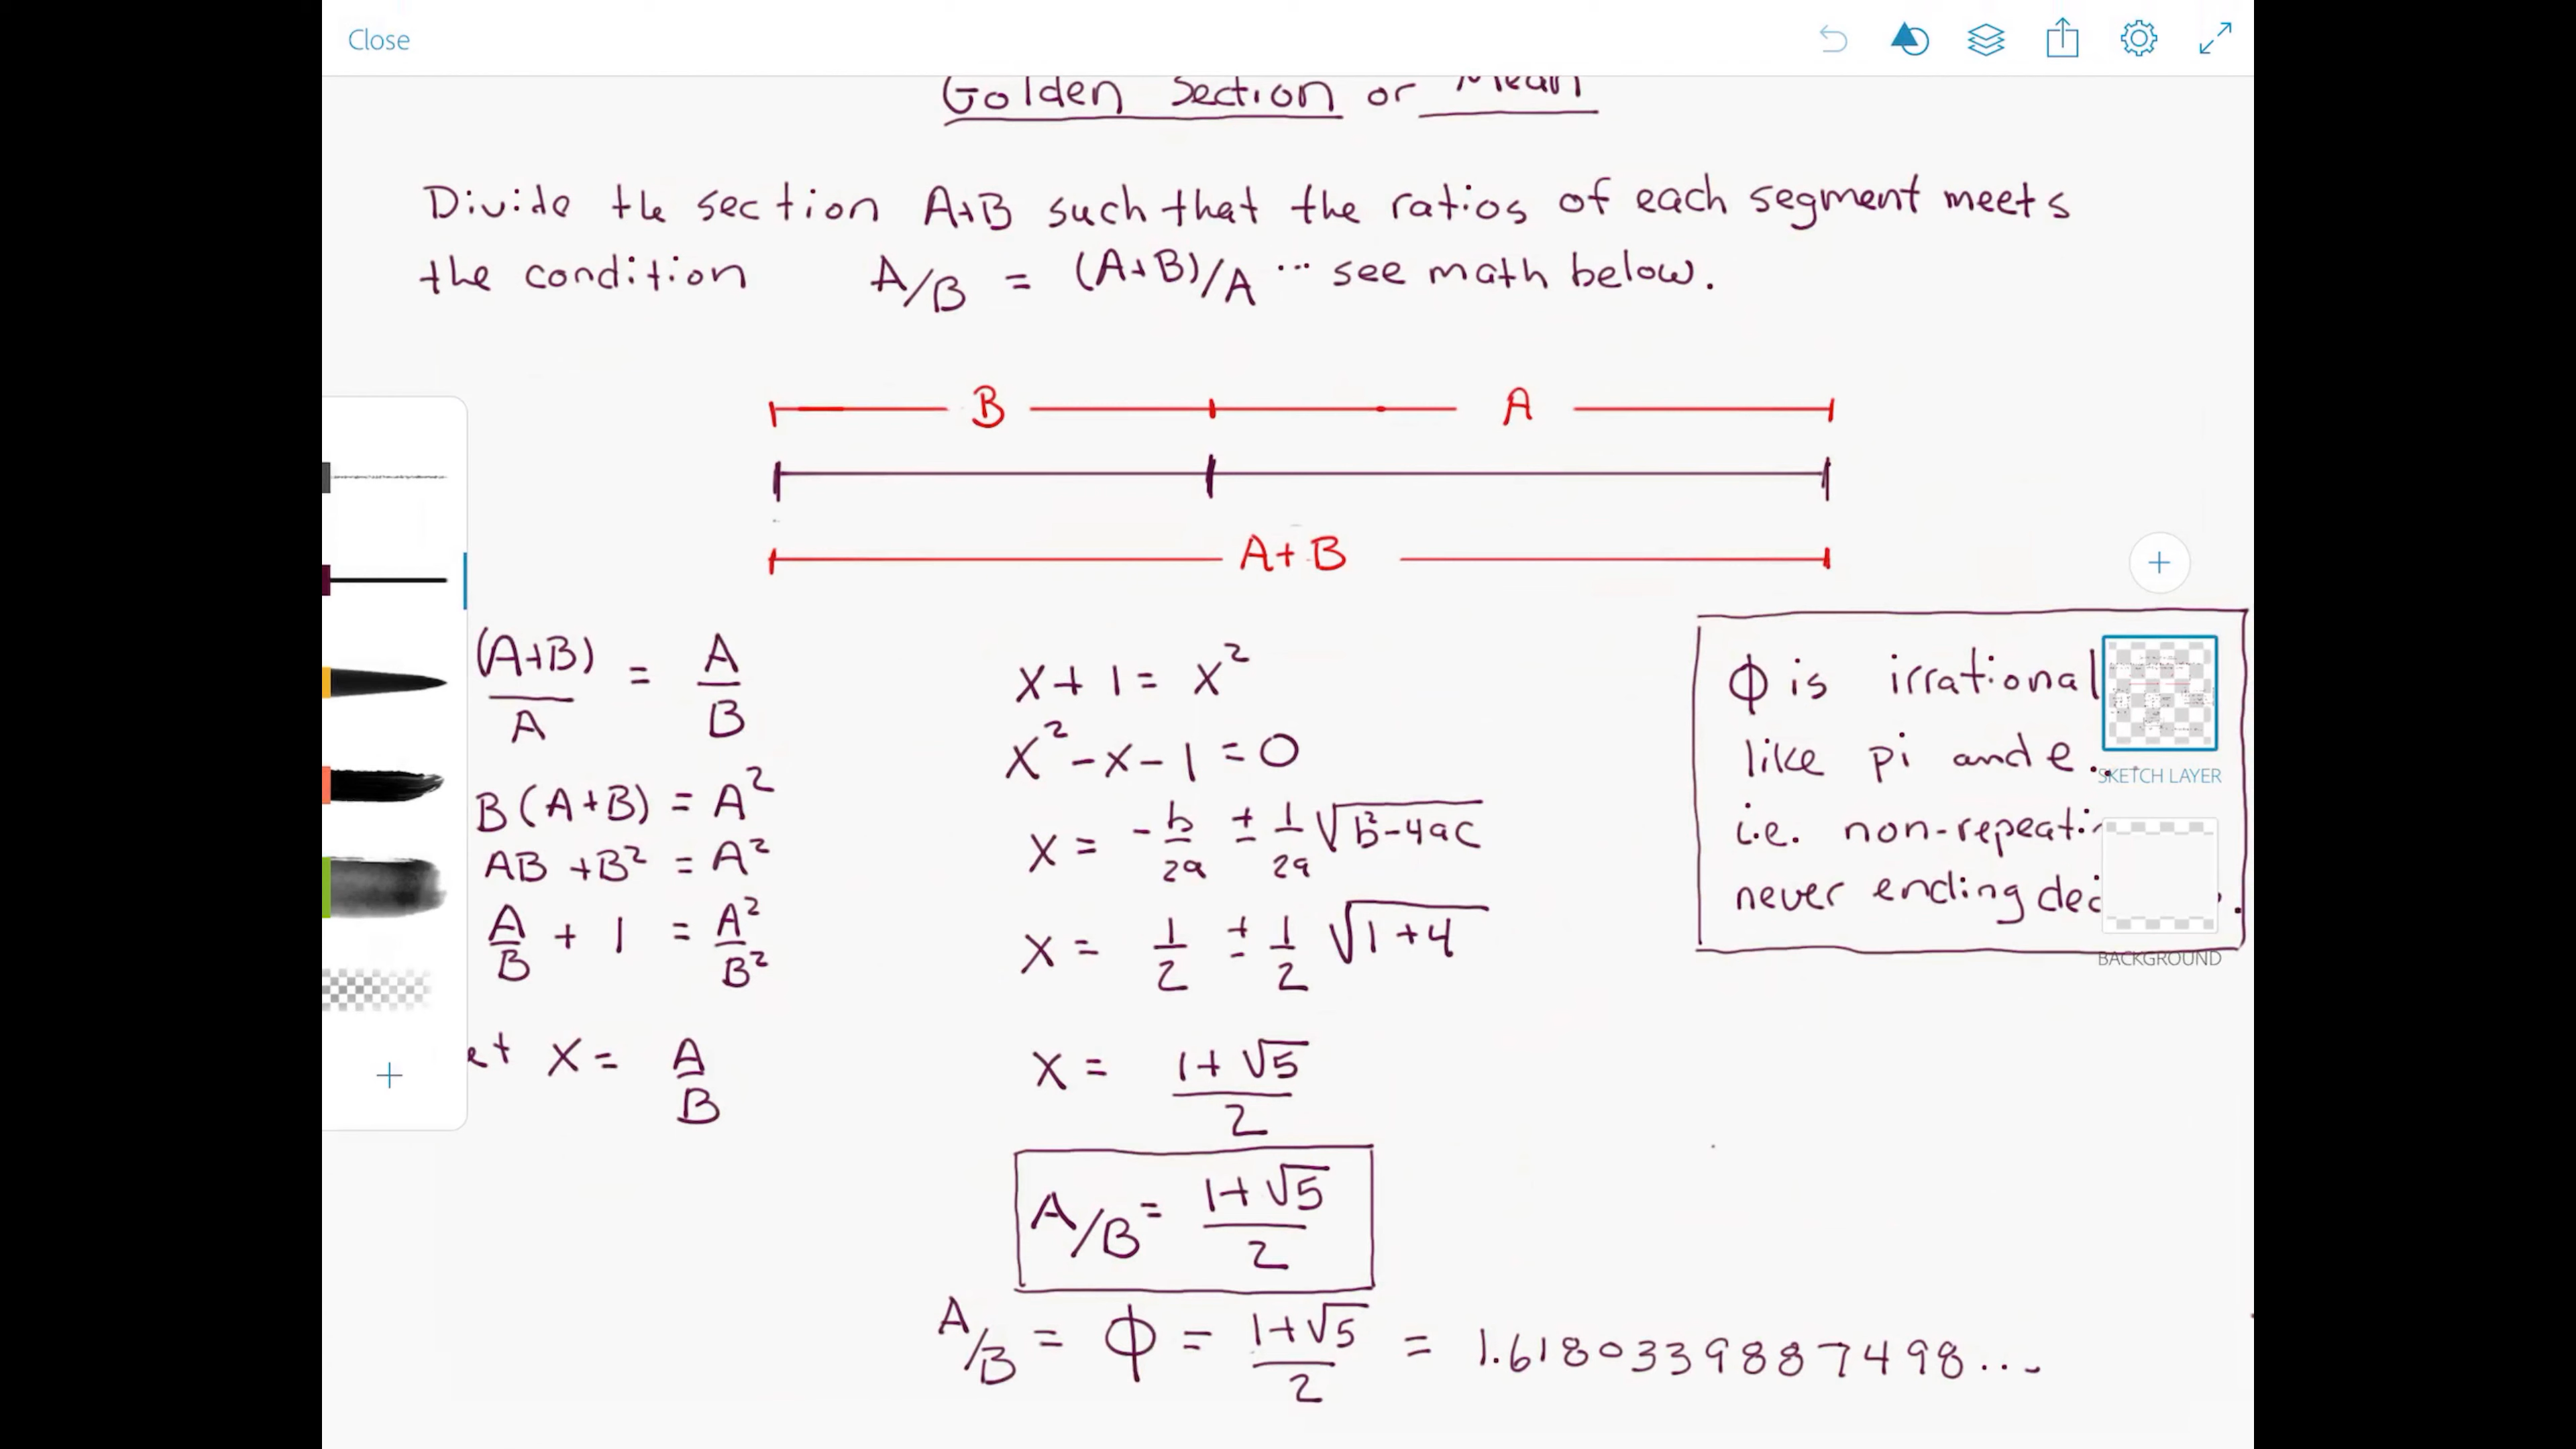 Close
Golden Section or Mean
Divide the section A+B such that the ratios of each segment meets
the condition A/B = (A+B)/A ... see math below.
B A
A+B
(A+B)/A = A/B
B(A+B) = A²
AB + B² = A²
A/B + 1 = A²/B²
et X = A/B
X + 1 = X²
X² - X - 1 = 0
X = -b/2a ± 1/2a √b²-4ac
X = 1/2 ± 1/2 √1+4
X = 1+√5/2
A/B = 1+√5/2
A/B = ϕ = 1+√5/2 = 1.6180339887498...
ϕ is irrational
like pi and e..
i.e. non-repeatin
never ending dec .
SKETCH LAYER
BACKGROUND